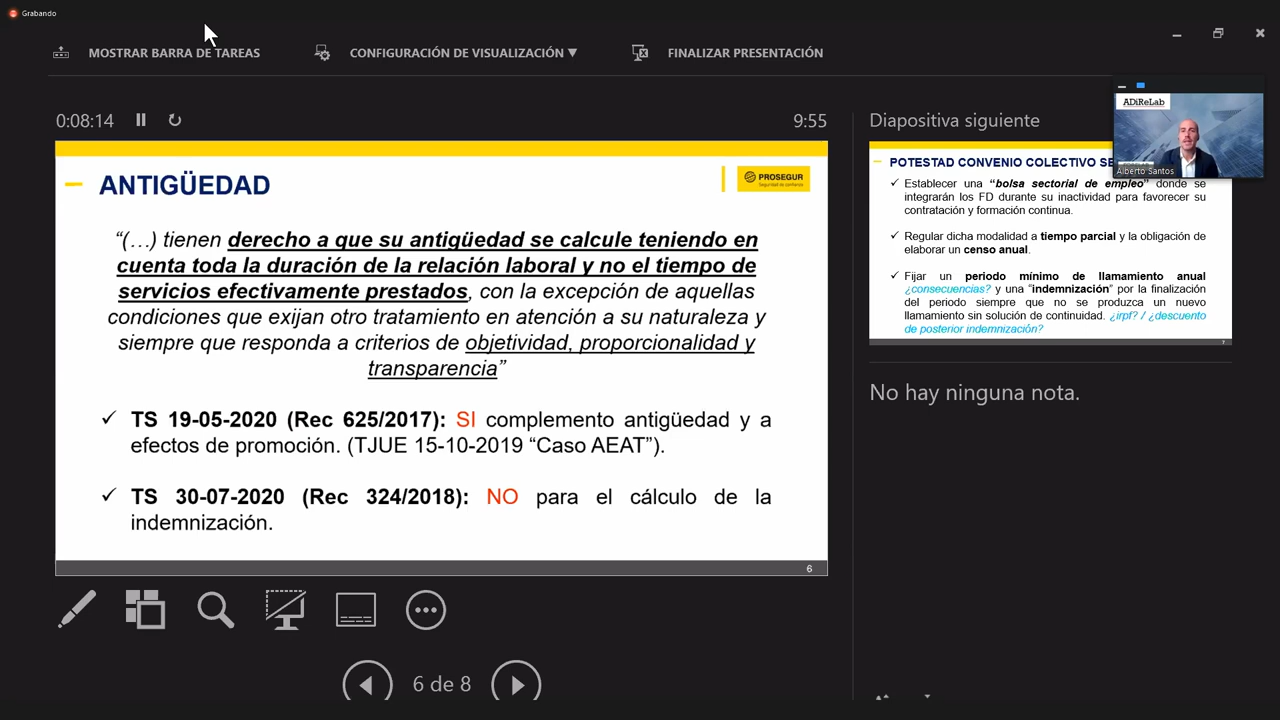 Grabando
MOSTRAR BARRA DE TAREAS
CONFIGURACIÓN DE VISUALIZACIÓN ▼
FINALIZAR PRESENTACIÓN
0:08:14
9:55
ANTIGÜEDAD
PROSEGUR
Seguridad de confianza
“(…) tienen derecho a que su antigüedad se calcule teniendo en
cuenta toda la duración de la relación laboral y no el tiempo de
servicios efectivamente prestados, con la excepción de aquellas
condiciones que exijan otro tratamiento en atención a su naturaleza y
siempre que responda a criterios de objetividad, proporcionalidad y
transparencia”
✓ TS 19-05-2020 (Rec 625/2017): SI complemento antigüedad y a
efectos de promoción. (TJUE 15-10-2019 “Caso AEAT”).
✓ TS 30-07-2020 (Rec 324/2018): NO para el cálculo de la
indemnización.
6
6 de 8
Diapositiva siguiente
ADiReLab
Alberto Santos
POTESTAD CONVENIO COLECTIVO SE
✓ Establecer una “bolsa sectorial de empleo” donde se
integrarán los FD durante su inactividad para favorecer su
contratación y formación continua.
✓ Regular dicha modalidad a tiempo parcial y la obligación de
elaborar un censo anual.
✓ Fijar un periodo mínimo de llamamiento anual
¿consecuencias? y una “indemnización” por la finalización
del periodo siempre que no se produzca un nuevo
llamamiento sin solución de continuidad. ¿irpf? / ¿descuento
de posterior indemnización?
7
No hay ninguna nota.